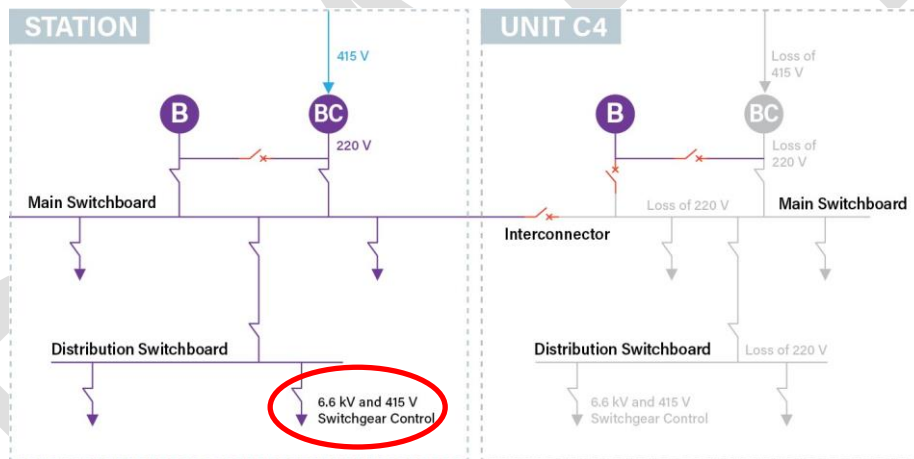 STATION
UNIT C4
415 V
Loss of
415 V
B
BC
B
BC
220 V
Loss of
220 V
Main Switchboard
Loss of 220 V
Main Switchboard
Interconnector
Distribution Switchboard
Distribution Switchboard
Loss of 220 V
6.6 kV and 415 V
Switchgear Control
6.6 kV and 415 V
Switchgear Control